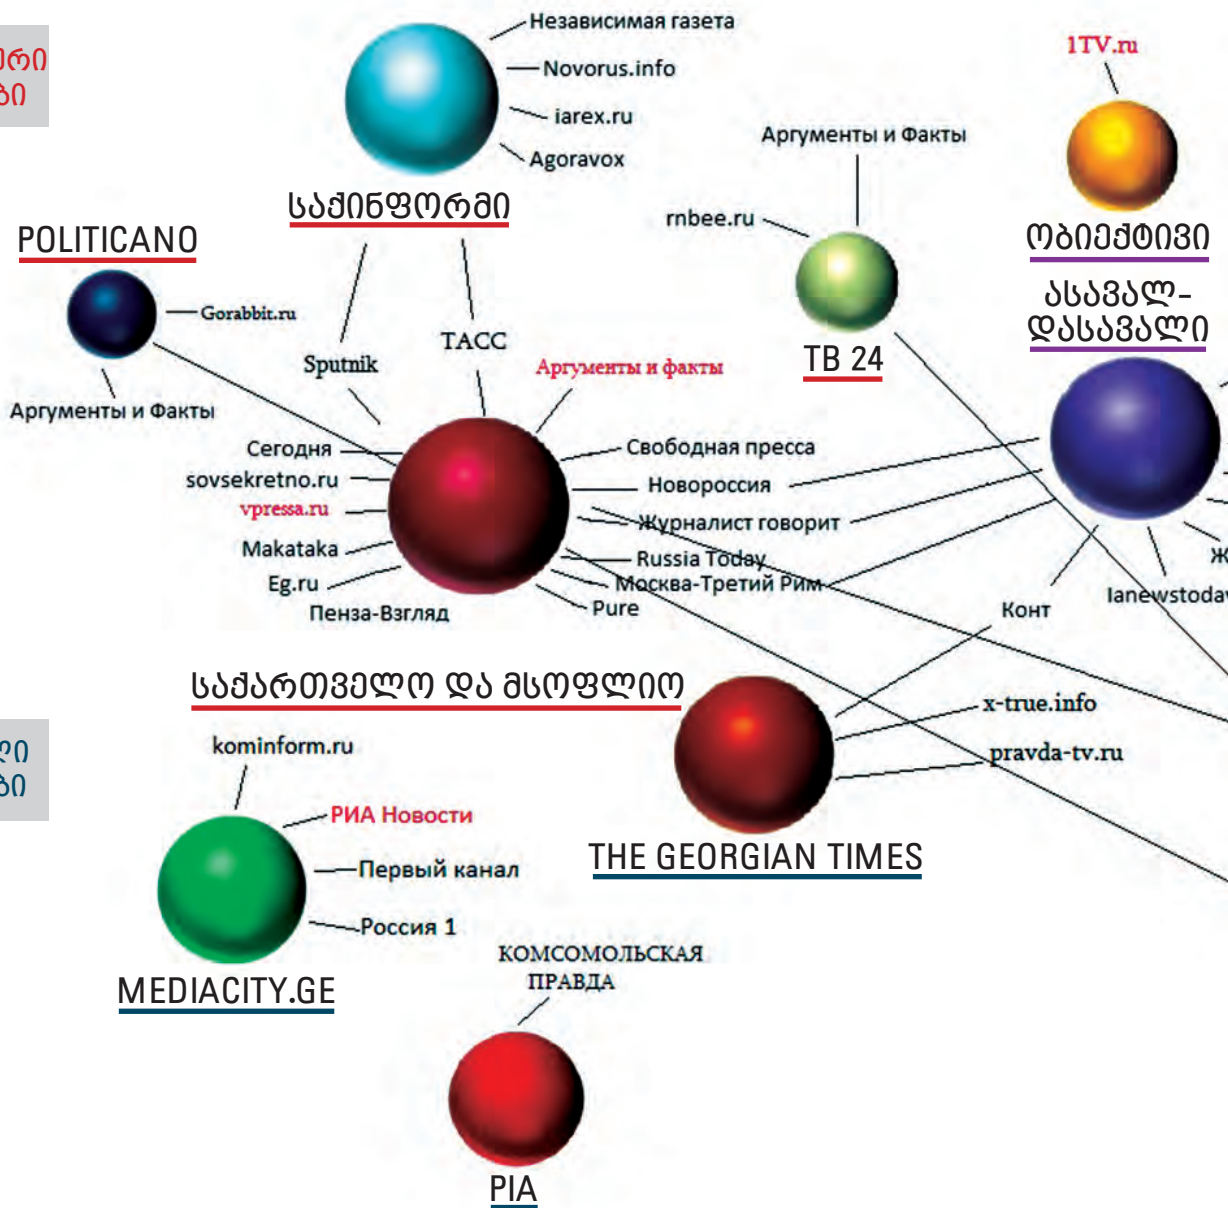 Независимая газета
Novorus.info
iarex.ru
Agoravox
საქინფორმი
1TV.ru
ობიექტივი
Аргументы и Факты
rnbee.ru
ТВ 24
ასავალ-
დასავალი
POLITICANO
Gorabbit.ru
Аргументы и Факты
Sputnik
ТАСС
Аргументы и факты
Сегодня
sovsekretno.ru
vpressa.ru
Makataka
Eg.ru
Пенза-Взгляд
Свободная пресса
Новороссия
Журналист говорит
Russia Today
Москва-Третий Рим
Pure
საქართველო და მსოფლიო
Конт
x-true.info
pravda-tv.ru
THE GEORGIAN TIMES
kominform.ru
РИА Новости
Первый канал
Россия 1
MEDIACITY.GE
КОМСОМОЛЬСКАЯ
ПРАВДА
PIA